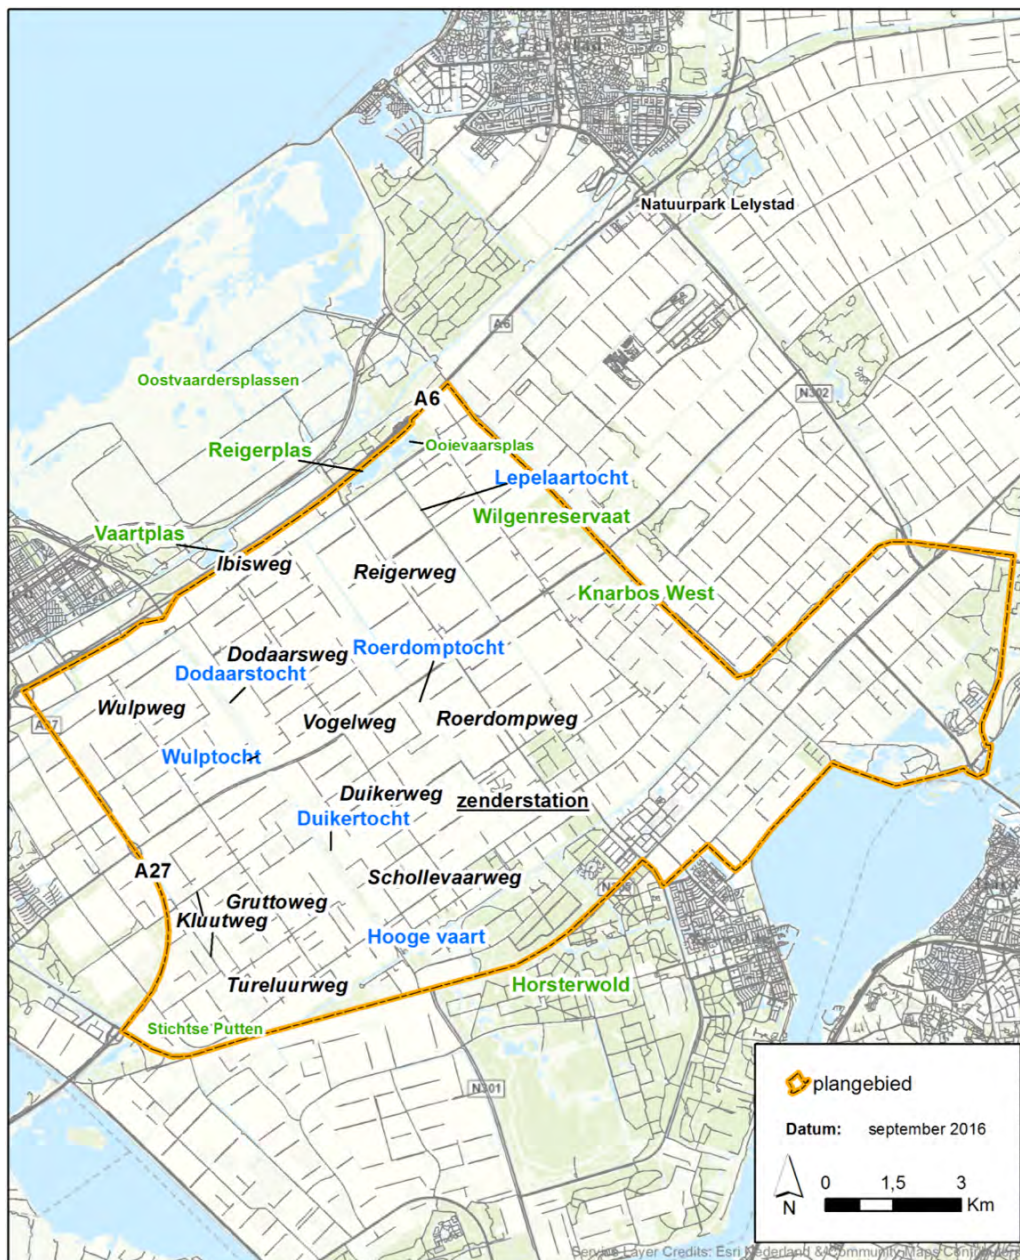 Lelystad
Natuurpark Lelystad
A6
N302
Oostvaardersplassen
A6
Ooievaarsplas
Reigerplas
Lepelaartocht
Wilgenreservaat
Vaartplas
Ibisweg
Reigerweg
Knarbos West
Dodaarsweg
Roerdomptocht
Dodaarstocht
Wulpweg
Vogelweg
Roerdompweg
A27
Wulptocht
Duikerweg
zenderstation
Duikertocht
A27
Schollevaarweg
N305
Gruttoweg
Kluutweg
Hooge vaart
Tureluurweg
Horsterwold
Stichtse Putten
N301
plangebied
Datum: september 2016
N
0 1,5 3
Km
Service Layer Credits: Esri Nederland & Community Maps Contributors